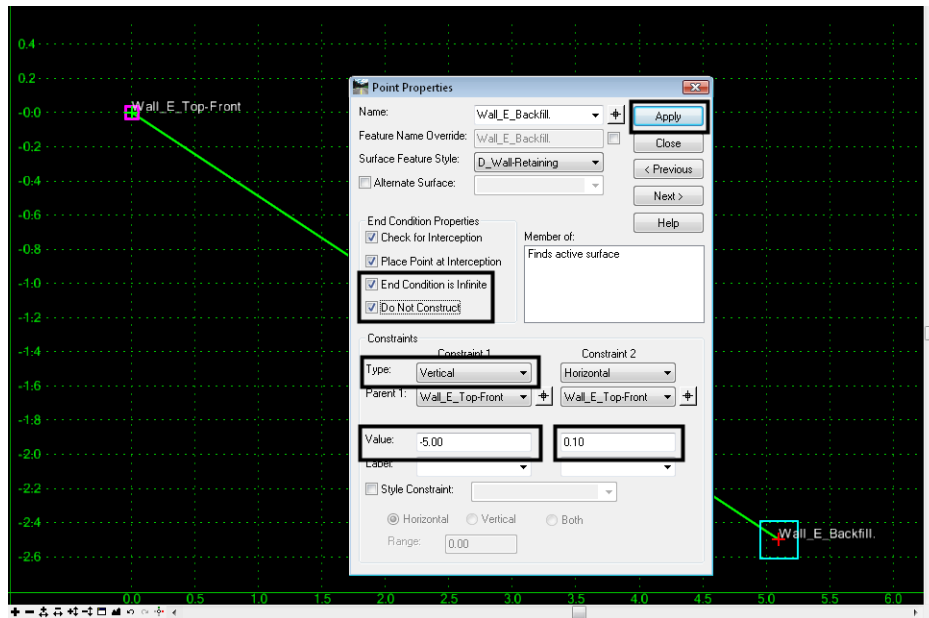 0.4
0.2
-0.0
-0.2
-0.4
-0.6
-0.8
-1.0
-1.2
-1.4
-1.6
-1.8
-2.0
-2.2
-2.4
-2.6
Wall_E_Top-Front
Point Properties
Name: Wall_E_Backfill. Apply
Feature Name Override: Wall_E_Backfill. Close
Surface Feature Style: D_Wall-Retaining < Previous
Alternate Surface: Next >
Help
End Condition Properties
Check for Interception
Place Point at Interception
End Condition is Infinite
Do Not Construct
Member of:
Finds active surface
Constraints
Constraint 1 Constraint 2
Type: Vertical Horizontal
Parent 1: Wall_E_Top-Front Wall_E_Top-Front
Value: -5.00 0.10
Label:
Style Constraint:
Horizontal Vertical Both
Range: 0.00
Wall_E_Backfill.
0.0 0.5 1.0 1.5 2.0 2.5 3.0 3.5 4.0 4.5 5.0 5.5 6.0